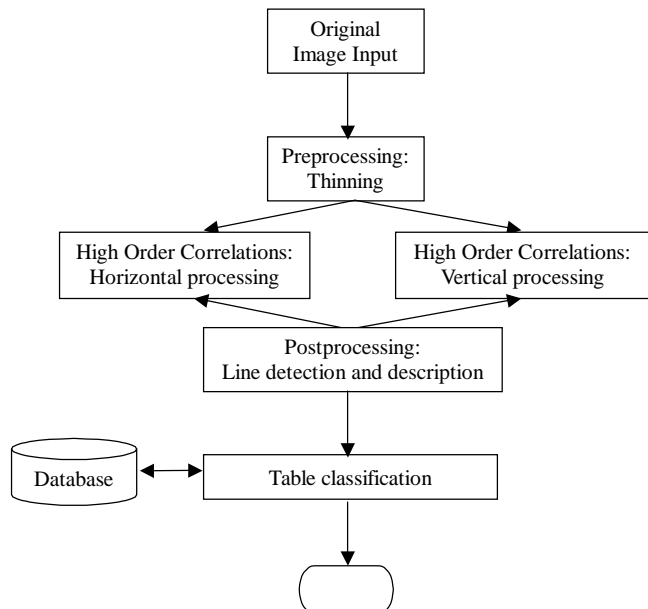 Original
Image Input
Preprocessing:
Thinning
High Order Correlations:
Horizontal processing
High Order Correlations:
Vertical processing
Postprocessing:
Line detection and description
Database
Table classification